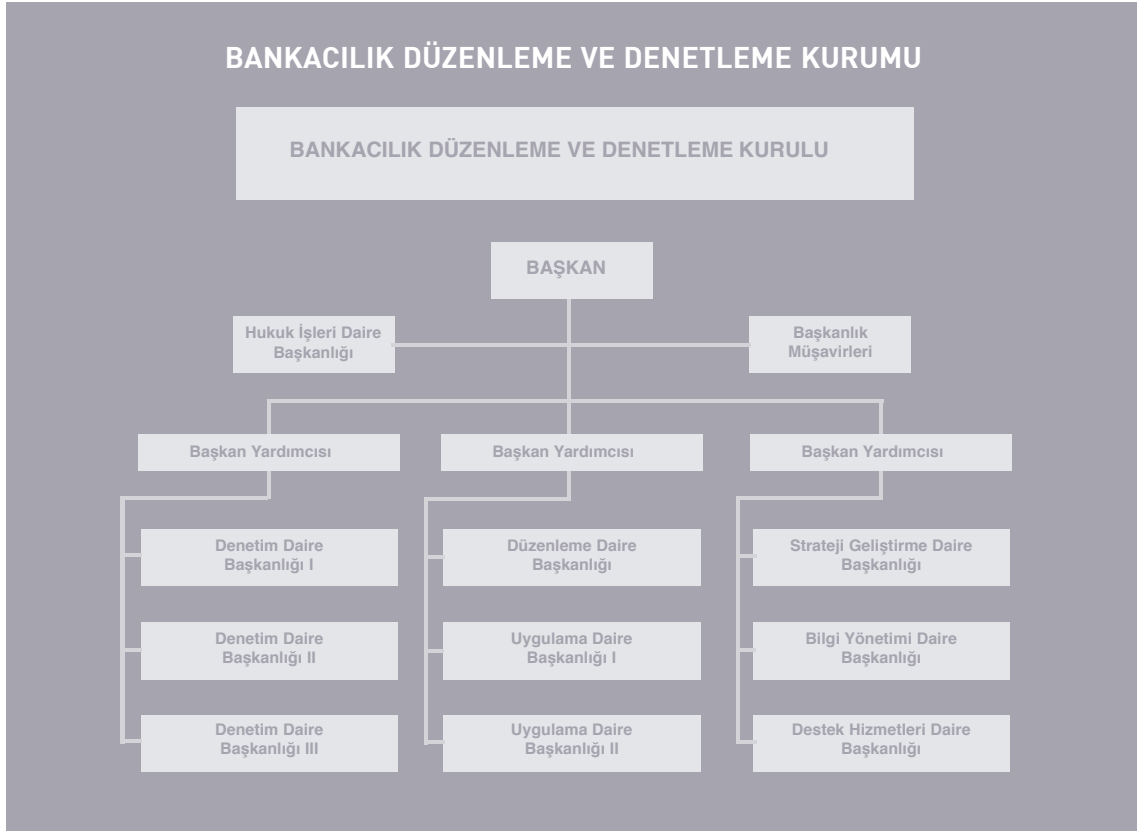 BANKACILIK DÜZENLEME VE DENETLEME KURUMU
BANKACILIK DÜZENLEME VE DENETLEME KURULU
BAŞKAN
Hukuk İşleri Daire
Başkanlığı
Başkanlık
Müşavirleri
Başkan Yardımcısı
Denetim Daire
Başkanlığı I
Denetim Daire
Başkanlığı II
Denetim Daire
Başkanlığı III
Başkan Yardımcısı
Düzenleme Daire
Başkanlığı
Uygulama Daire
Başkanlığı I
Uygulama Daire
Başkanlığı II
Başkan Yardımcısı
Strateji Geliştirme Daire
Başkanlığı
Bilgi Yönetimi Daire
Başkanlığı
Destek Hizmetleri Daire
Başkanlığı